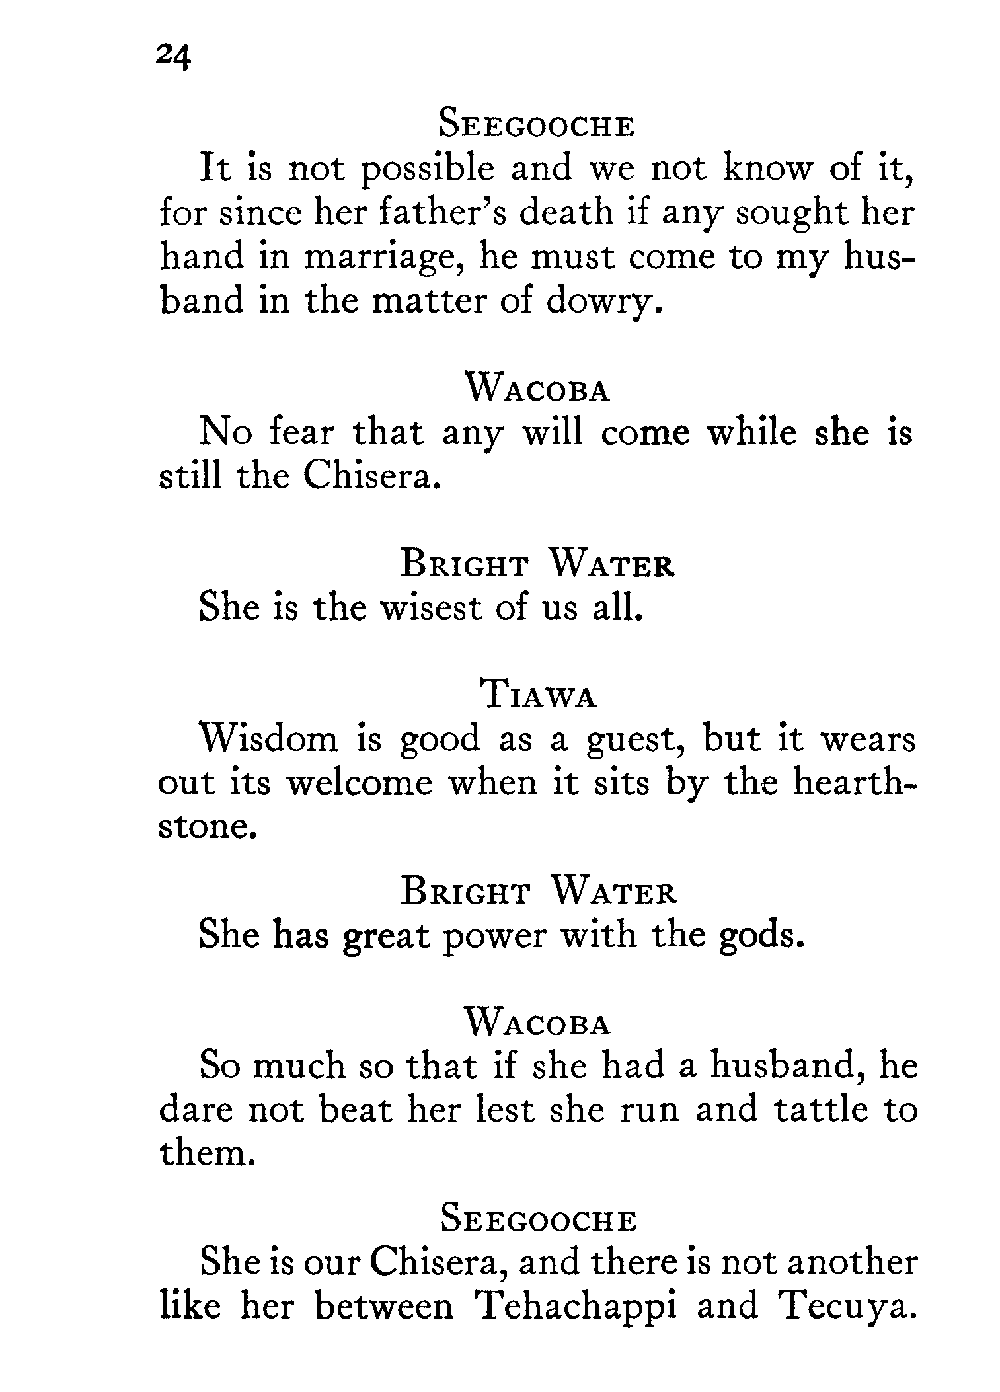 24
SEEGOOCHE
It is not possible and we not know of it,
for since her father's death if any sought her
hand in marriage, he must come to my hus-
band in the matter of dowry.
WACOBA
No fear that any will come while she is
still the Chisera.
BRIGHT WATER
She is the wisest of us all.
TIAWA
Wisdom is good as a guest, but it wears
out its welcome when it sits by the hearth-
stone.
BRIGHT WATER
She has great power with the gods.
WACOBA
So much so that if she had a husband, he
dare not beat her lest she run and tattle to
them.
SEEGOOCHE
She is our Chisera, and there is not another
like her between Tehachappi and Tecuya.